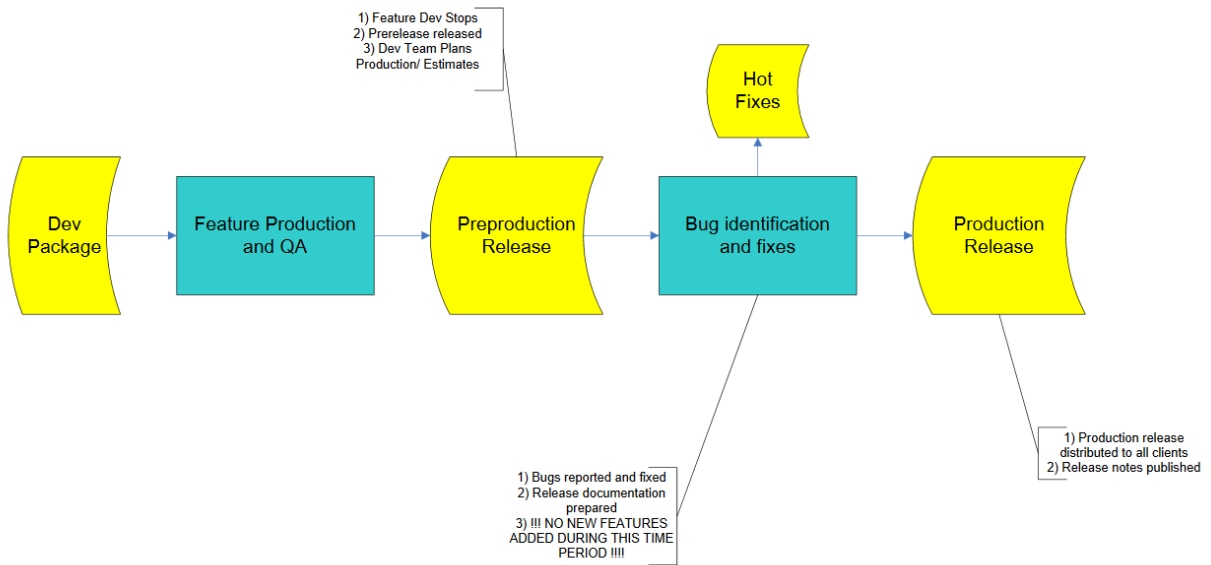 1) Feature Dev Stops
2) Prerelease released
3) Dev Team Plans
Production/ Estimates
Hot
Fixes
Dev
Package
Feature Production
and QA
Preproduction
Release
Bug identification
and fixes
Production
Release
1) Bugs reported and fixed
2) Release documentation
prepared
3) !!! NO NEW FEATURES
ADDED DURING THIS TIME
PERIOD !!!!
1) Production release
distributed to all clients
2) Release notes published